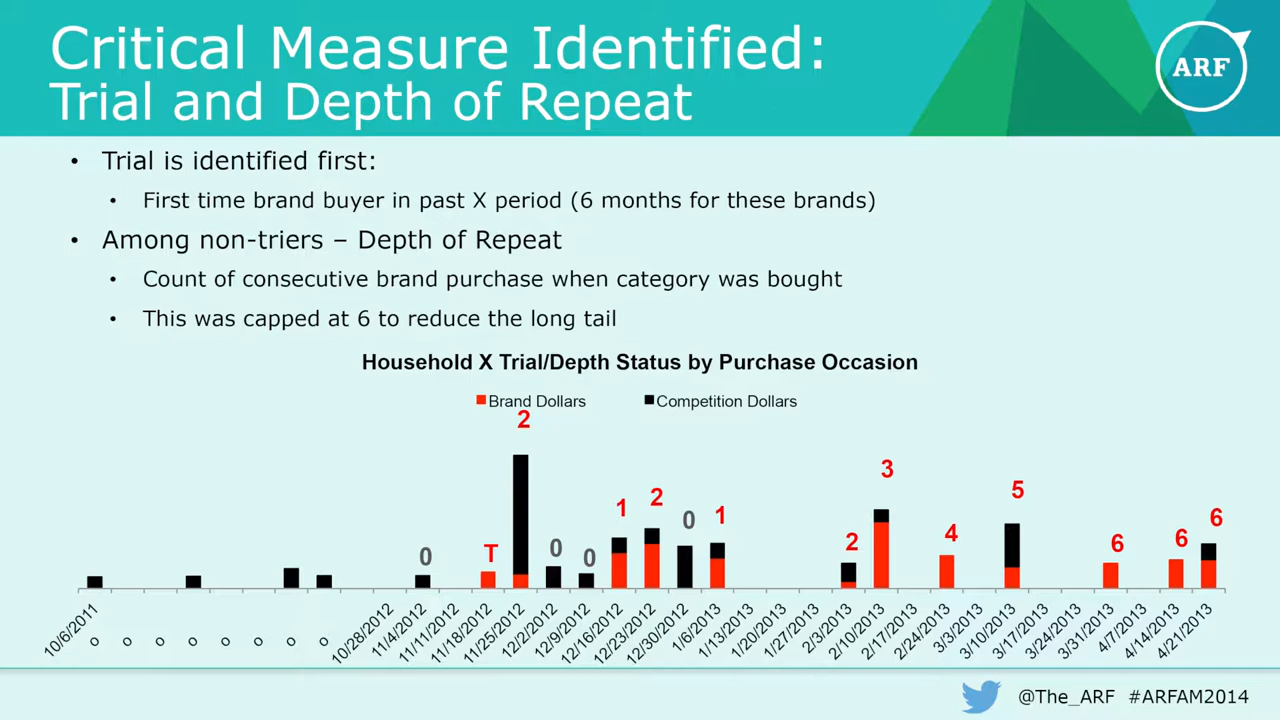 Critical Measure Identified:
Trial and Depth of Repeat
ARF
• Trial is identified first:
• First time brand buyer in past X period (6 months for these brands)
• Among non-triers – Depth of Repeat
• Count of consecutive brand purchase when category was bought
• This was capped at 6 to reduce the long tail
Household X Trial/Depth Status by Purchase Occasion
Brand Dollars Competition Dollars
0 T 2 0 0 1 2 0 1 2 3 4 5 6 6 6
10/6/2011 o o o o o o o o 10/28/2012 11/4/2012 11/11/2012 11/18/2012 11/25/2012 12/2/2012 12/9/2012 12/16/2012 12/23/2012 12/30/2012 1/6/2013 1/13/2013 1/20/2013 1/27/2013 2/3/2013 2/10/2013 2/17/2013 2/24/2013 3/3/2013 3/10/2013 3/17/2013 3/24/2013 3/31/2013 4/7/2013 4/14/2013 4/21/2013
@The_ARF #ARFAM2014